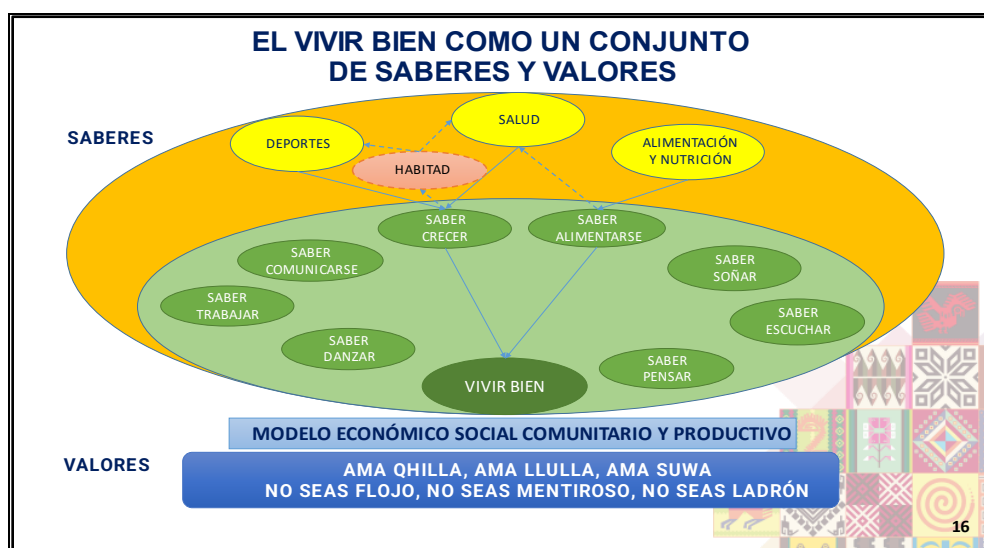 EL VIVIR BIEN COMO UN CONJUNTO
DE SABERES Y VALORES
SABERES
DEPORTES
SALUD
ALIMENTACIÓN
Y NUTRICIÓN
HABITAD
SABER
CRECER
SABER
ALIMENTARSE
SABER
COMUNICARSE
SABER
SOÑAR
SABER
TRABAJAR
SABER
ESCUCHAR
SABER
DANZAR
SABER
PENSAR
VIVIR BIEN
MODELO ECONÓMICO SOCIAL COMUNITARIO Y PRODUCTIVO
VALORES
AMA QHILLA, AMA LLULLA, AMA SUWA
NO SEAS FLOJO, NO SEAS MENTIROSO, NO SEAS LADRÓN
16